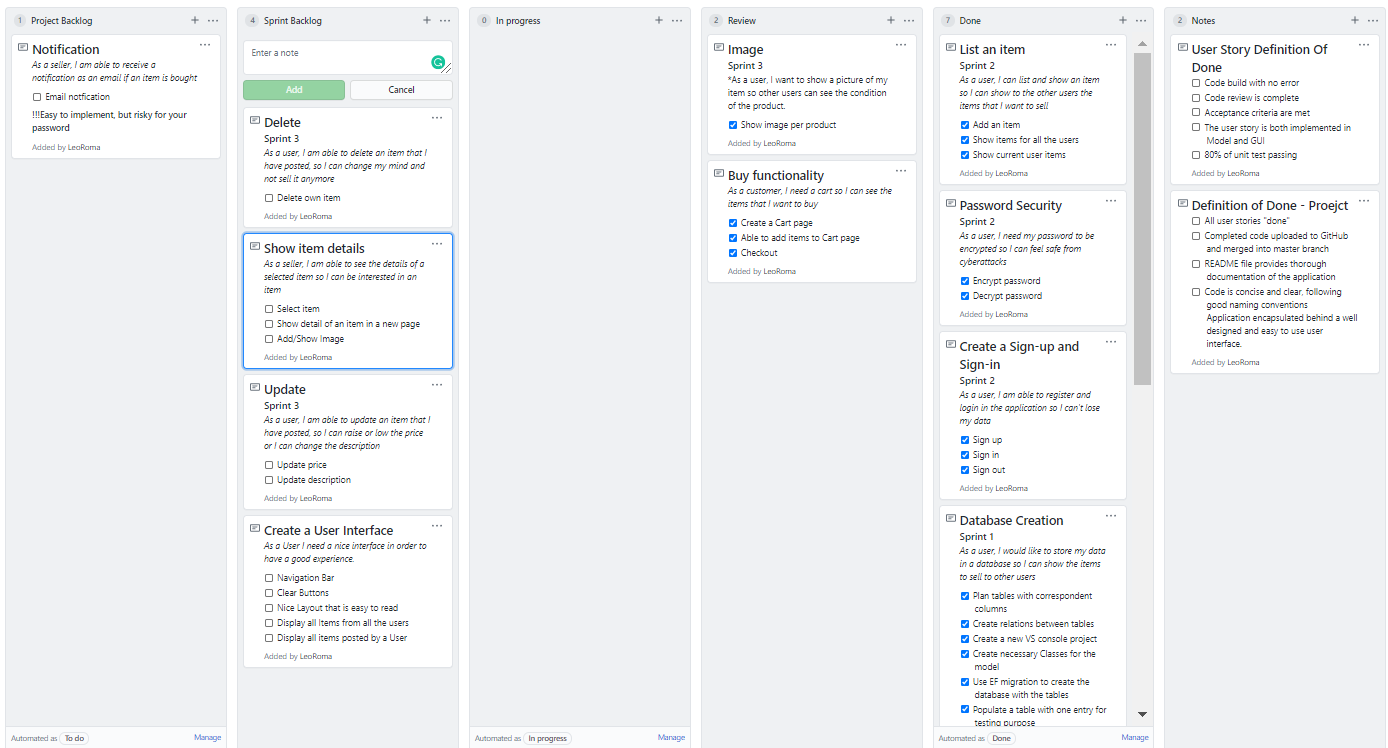 1 Project Backlog
Notification
As a seller, I am able to receive a
notification as an email if an item is bought
Email notfication
!!!Easy to implement, but risky for your
password
Added by LeoRoma
Automated as To do Manage
4 Sprint Backlog
Enter a note
Add Cancel
Delete
Sprint 3
As a user, I am able to delete an item that I
have posted, so I can change my mind and
not sell it anymore
Delete own item
Added by LeoRoma
Show item details
As a seller, I am able to see the details of a
selected item so I can be interested in an
item
Select item
Show detail of an item in a new page
Add/Show Image
Added by LeoRoma
Update
Sprint 3
As a user, I am able to update an item that I
have posted, so I can raise or low the price
or I can change the description
Update price
Update description
Added by LeoRoma
Create a User Interface
As a User I need a nice interface in order to
have a good experience.
Navigation Bar
Clear Buttons
Nice Layout that is easy to read
Display all Items from all the users
Display all items posted by a User
Added by LeoRoma
0 In progress
Automated as In progress Manage
2 Review
Image
Sprint 3
*As a user, I want to show a picture of my
item so other users can see the condition
of the product.
Show image per product
Added by LeoRoma
Buy functionality
As a customer, I need a cart so I can see the
items that I want to buy
Create a Cart page
Able to add items to Cart page
Checkout
Added by LeoRoma
7 Done
List an item
Sprint 2
As a user, I can list and show an item
so I can show to the other users the
items that I want to sell
Add an item
Show items for all the users
Show current user items
Added by LeoRoma
Password Security
Sprint 2
As a user, I need my password to be
encrypted so I can feel safe from
cyberattacks
Encrypt password
Decrypt password
Added by LeoRoma
Create a Sign-up and
Sign-in
Sprint 2
As a user, I am able to register and
login in the application so I can't lose
my data
Sign up
Sign in
Sign out
Added by LeoRoma
Database Creation
Sprint 1
As a user, I would like to store my data
in a database so I can show the items
to sell to other users
Plan tables with correspondent
columns
Create relations between tables
Create a new VS console project
Create necessary Classes for the
model
Use EF migration to create the
database with the tables
Populate a table with one entry for
testing purpose
Automated as Done Manage
2 Notes
User Story Definition Of
Done
Code build with no error
Code review is complete
Acceptance criteria are met
The user story is both implemented in
Model and GUI
80% of unit test passing
Added by LeoRoma
Definition of Done - Proejct
All user stories "done"
Completed code uploaded to GitHub
and merged into master branch
README file provides thorough
documentation of the application
Code is concise and clear, following
good naming conventions
Application encapsulated behind a well
designed and easy to use user
interface.
Added by LeoRoma